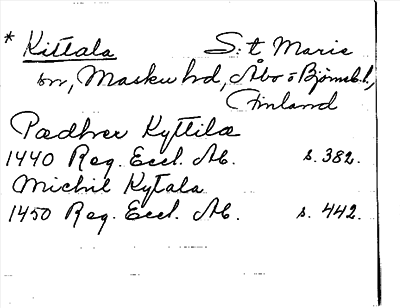 * Kittala S:t Marie
by, Masku hd, Åbo o Björneb.l.,
Finland
Pædher Kyttilæ
1440 Reg. Eccl. Ab. s. 382.
Michil Kytala
1450 Reg. Eccl. Ab. s. 442.